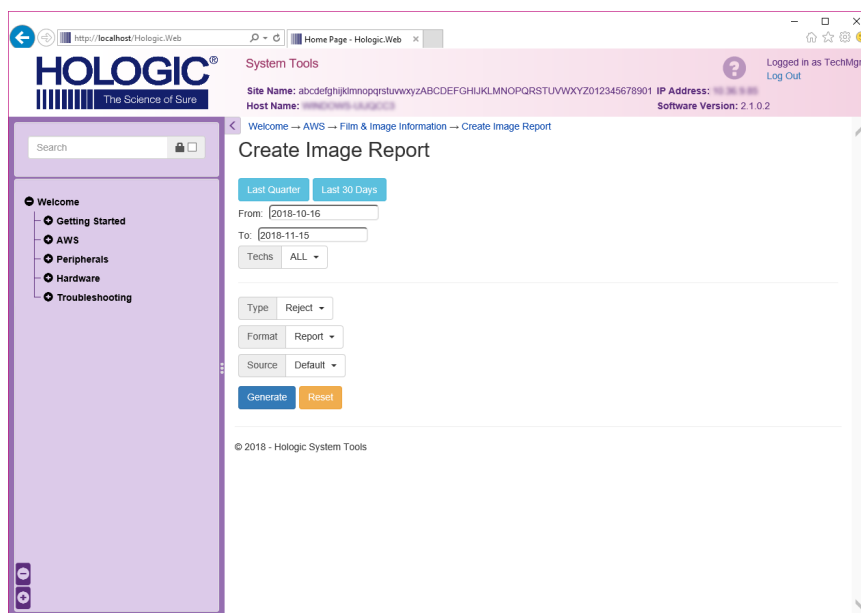 http://localhost/Hologic.Web
Home Page - Hologic.Web
HOLOGIC®
The Science of Sure
System Tools
Logged in as TechMgr
Log Out
Site Name: abcdefghijklmnopqrstuvwxyzABCDEFGHIJKLMNOPQRSTUVWXYZ012345678901 IP Address:
Host Name:
Software Version: 2.1.0.2
Welcome → AWS → Film & Image Information → Create Image Report
Search
Create Image Report
Last Quarter Last 30 Days
From: 2018-10-16
To: 2018-11-15
Techs ALL
Welcome
Getting Started
AWS
Peripherals
Hardware
Troubleshooting
Type Reject
Format Report
Source Default
Generate Reset
© 2018 - Hologic System Tools